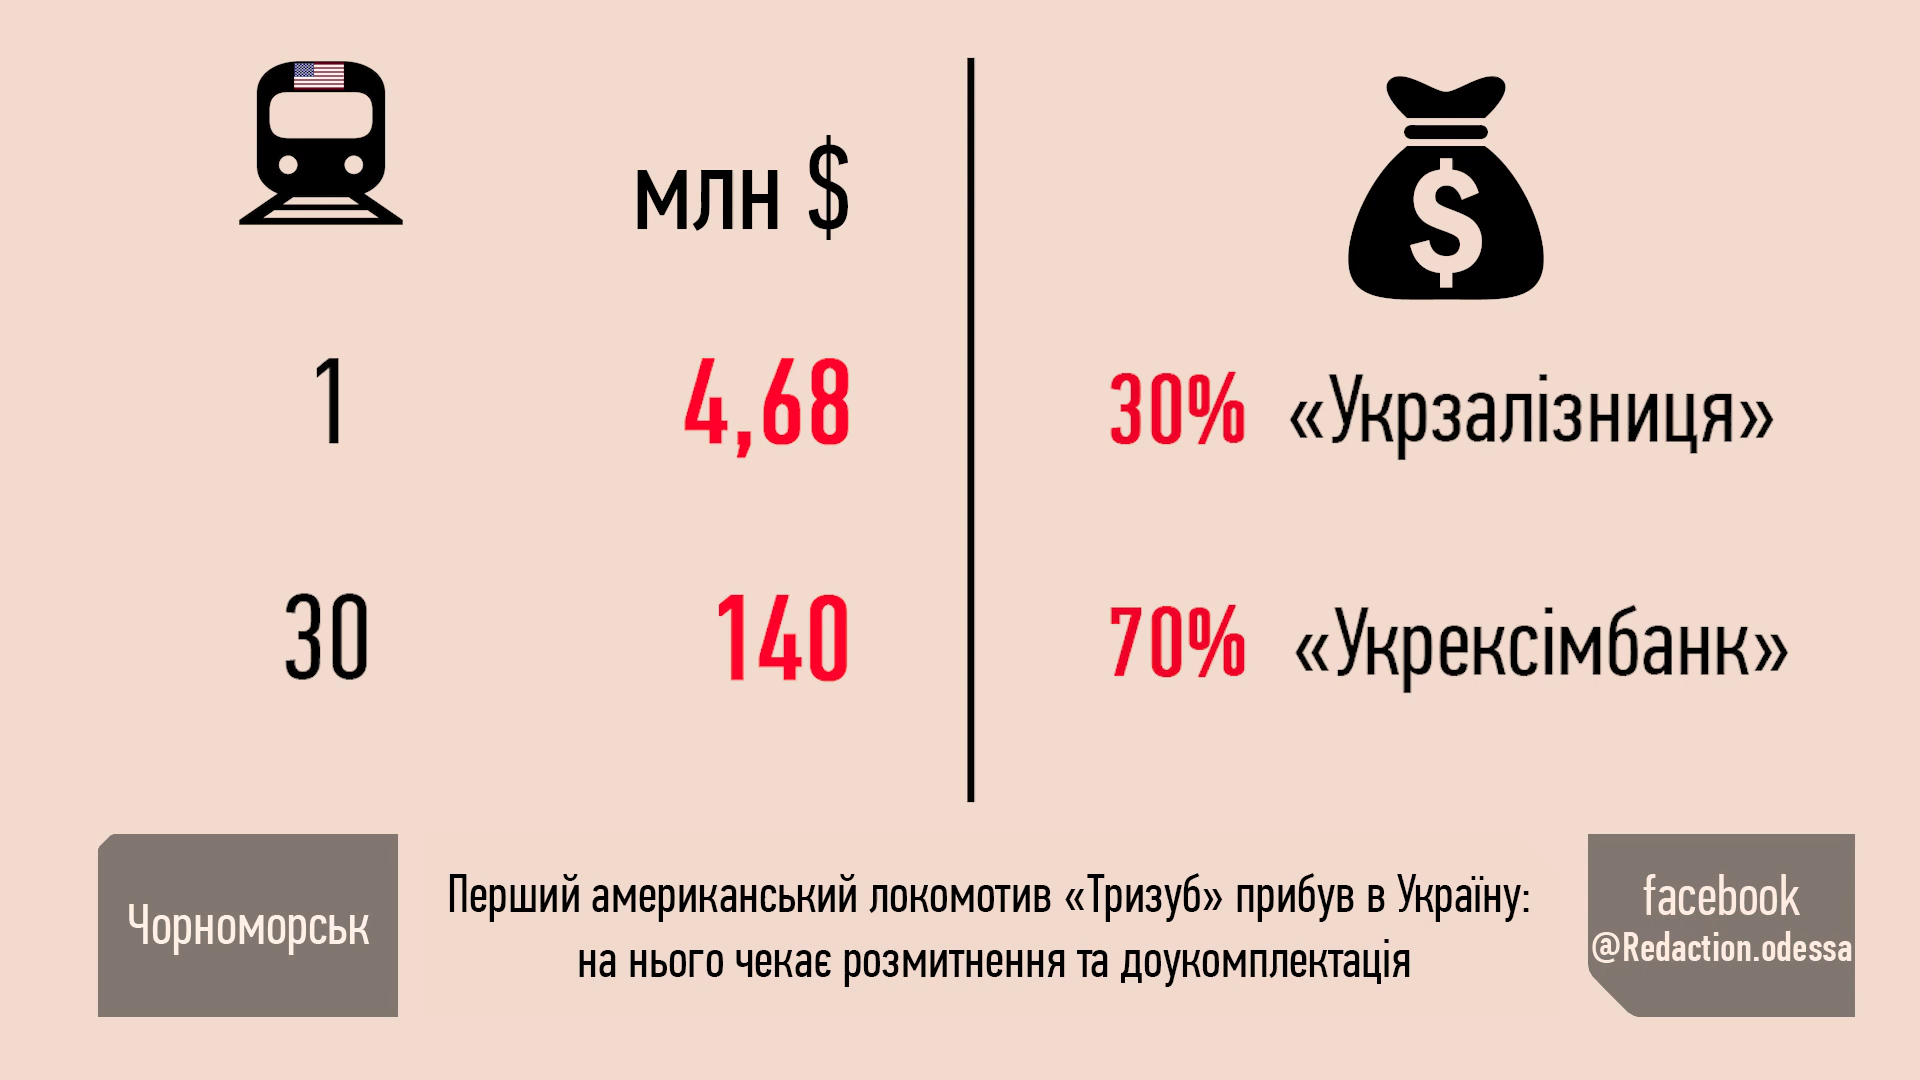 млн $
1 4,68
30 140
$
30% «Укрзалізниця»
70% «Укрексімбанк»
Чорноморськ
Перший американський локомотив «Тризуб» прибув в Україну:
на нього чекає розмитнення та доукомплектація
facebook
@Redaction.odessa